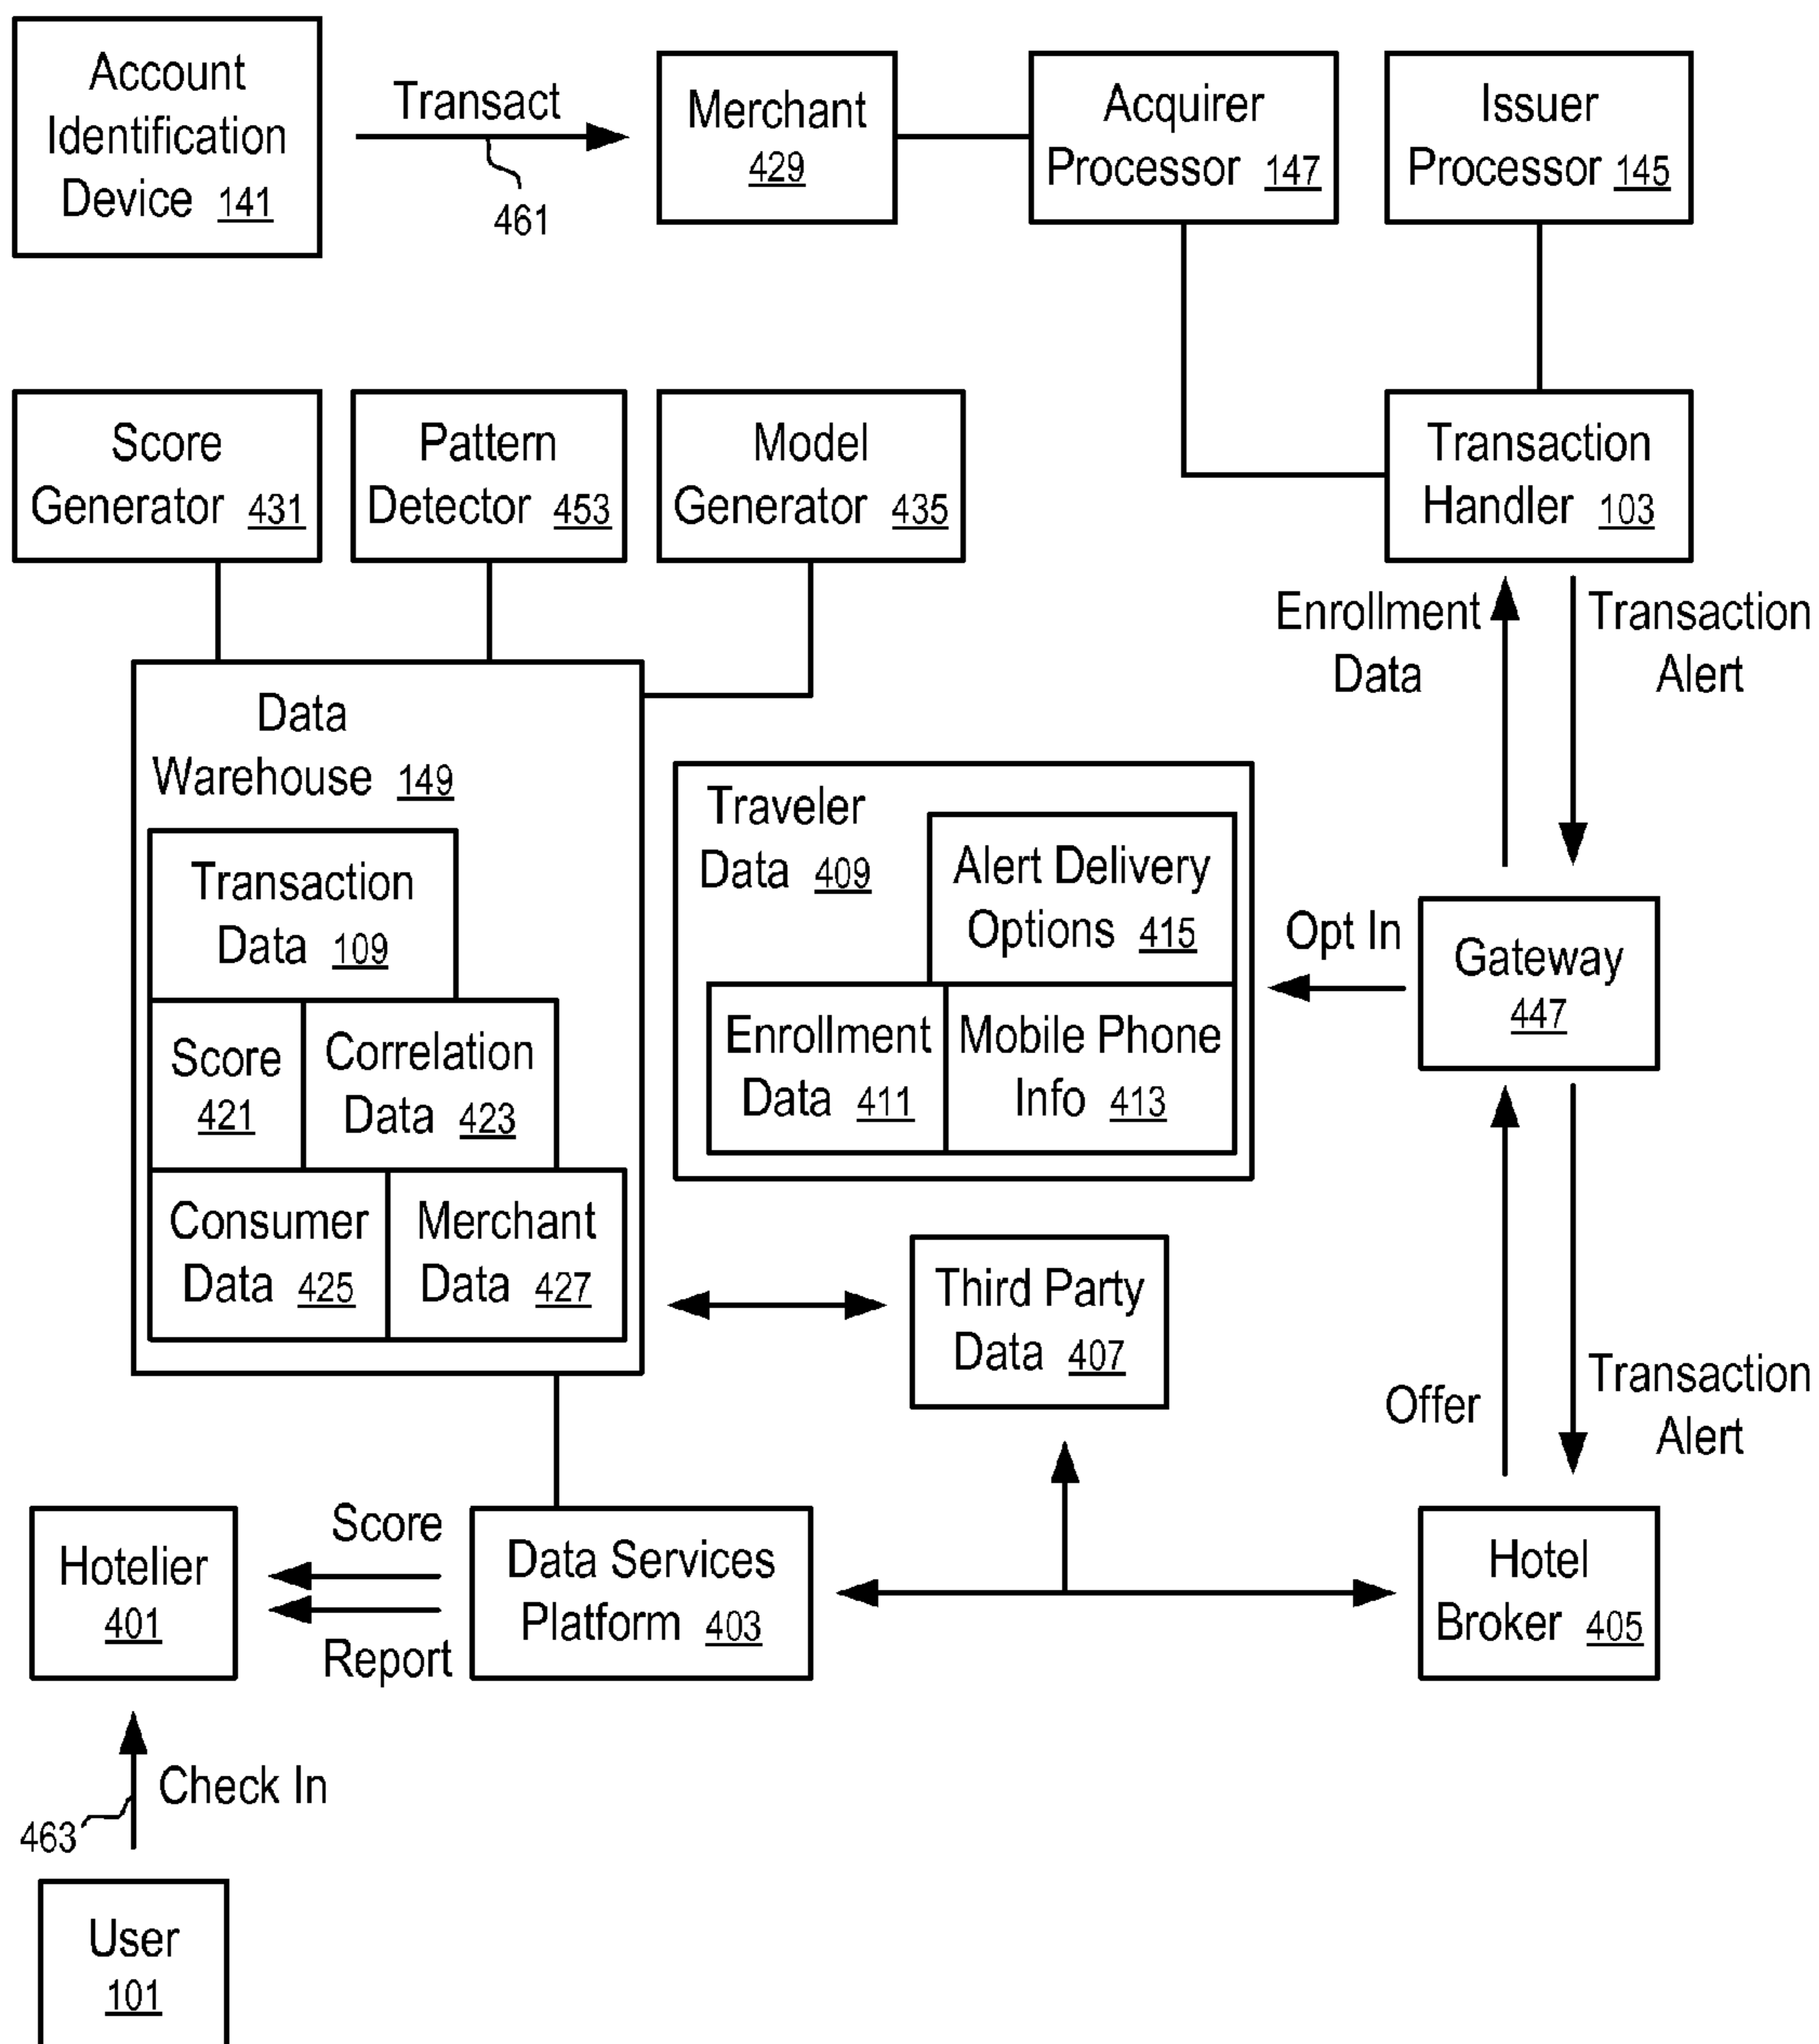 Account
Identification
Device 141
Transact
461
Merchant
429
Acquirer
Processor 147
Issuer
Processor 145
Score
Generator 431
Pattern
Detector 453
Model
Generator 435
Transaction
Handler 103
Enrollment
Data
Transaction
Alert
Data
Warehouse 149
Transaction
Data 109
Score
421
Correlation
Data 423
Consumer
Data 425
Merchant
Data 427
Traveler
Data 409
Alert Delivery
Options 415
Enrollment
Data 411
Mobile Phone
Info 413
Opt In
Gateway
447
Third Party
Data 407
Offer
Transaction
Alert
Hotelier
401
Score
Report
Data Services
Platform 403
Hotel
Broker 405
Check In
463
User
101